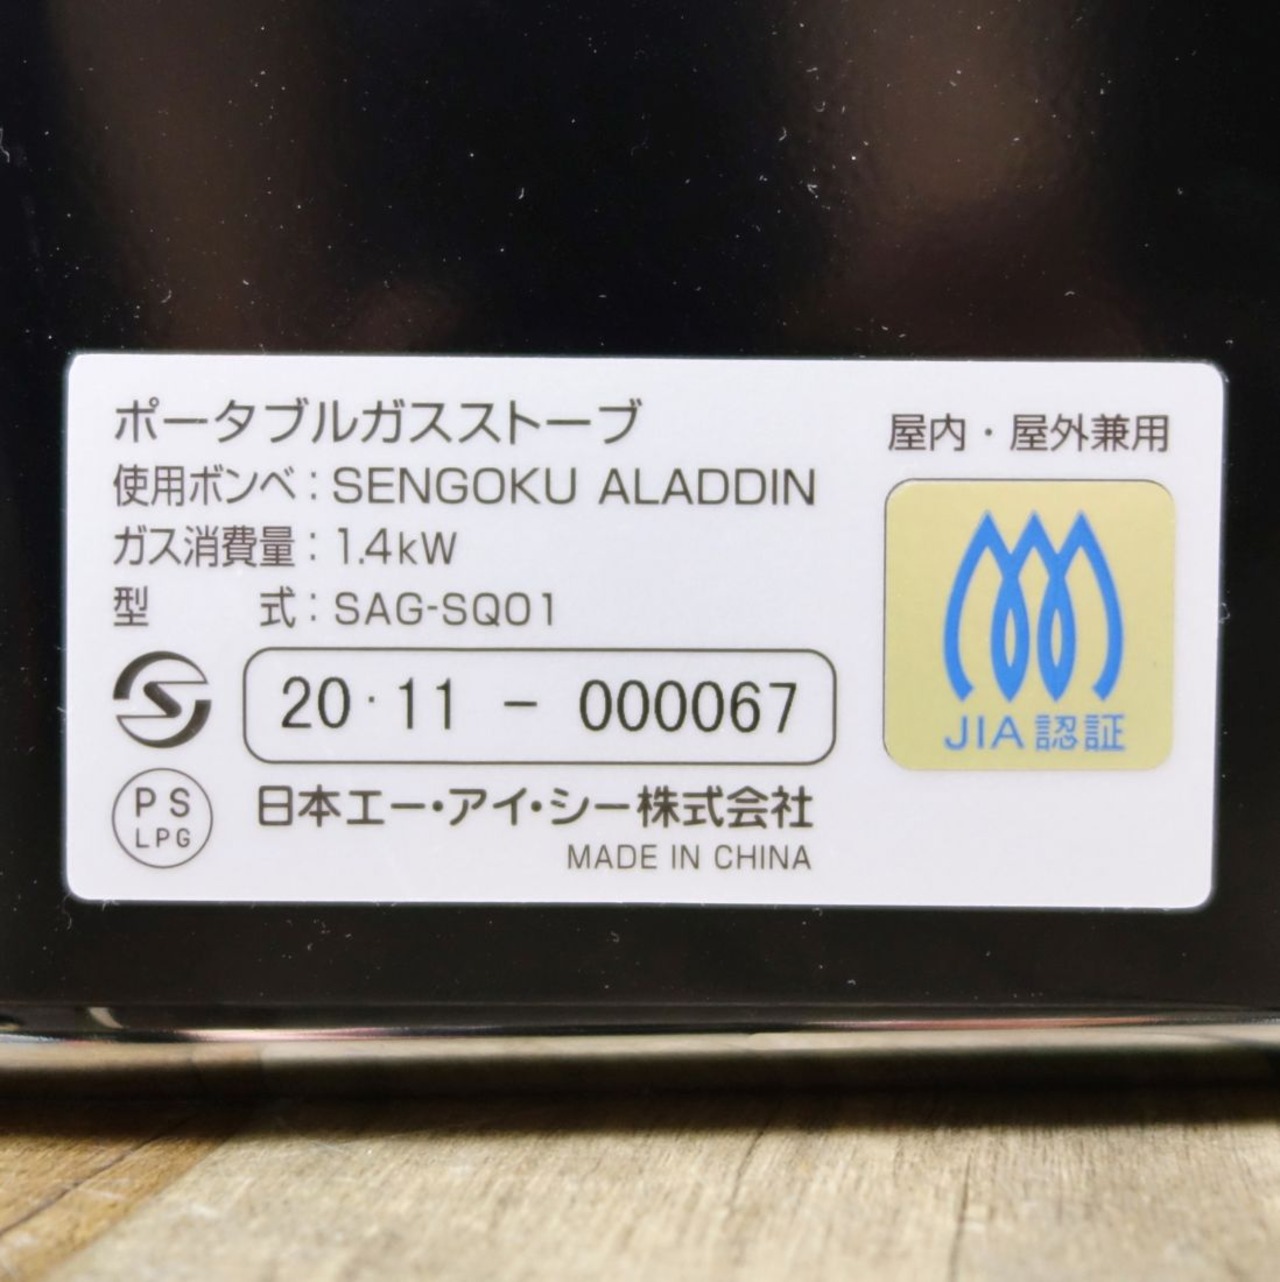 ポータブルガスストーブ
使用ボンベ：SENGOKU ALADDIN
ガス消費量：1.4kW
型　　　式：SAG-SQ01
20・11 - 000067
PS
LPG
日本エー・アイ・シー株式会社
MADE IN CHINA
屋内・屋外兼用
JIA認証